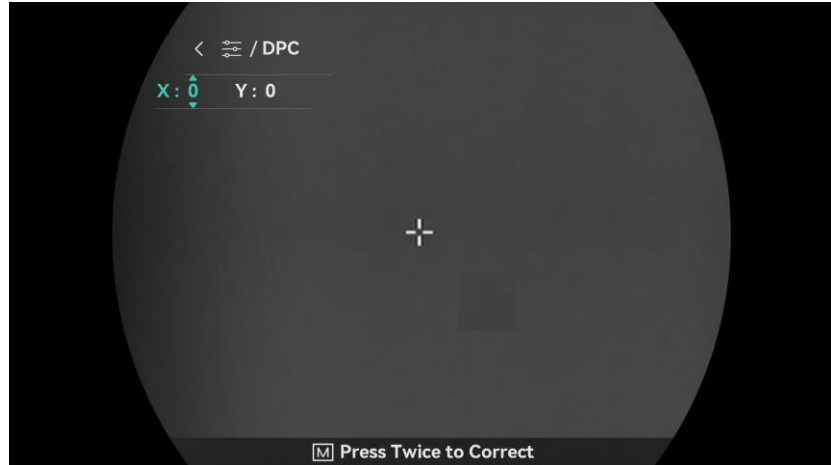 / DPC
X : 0 Y : 0
M Press Twice to Correct